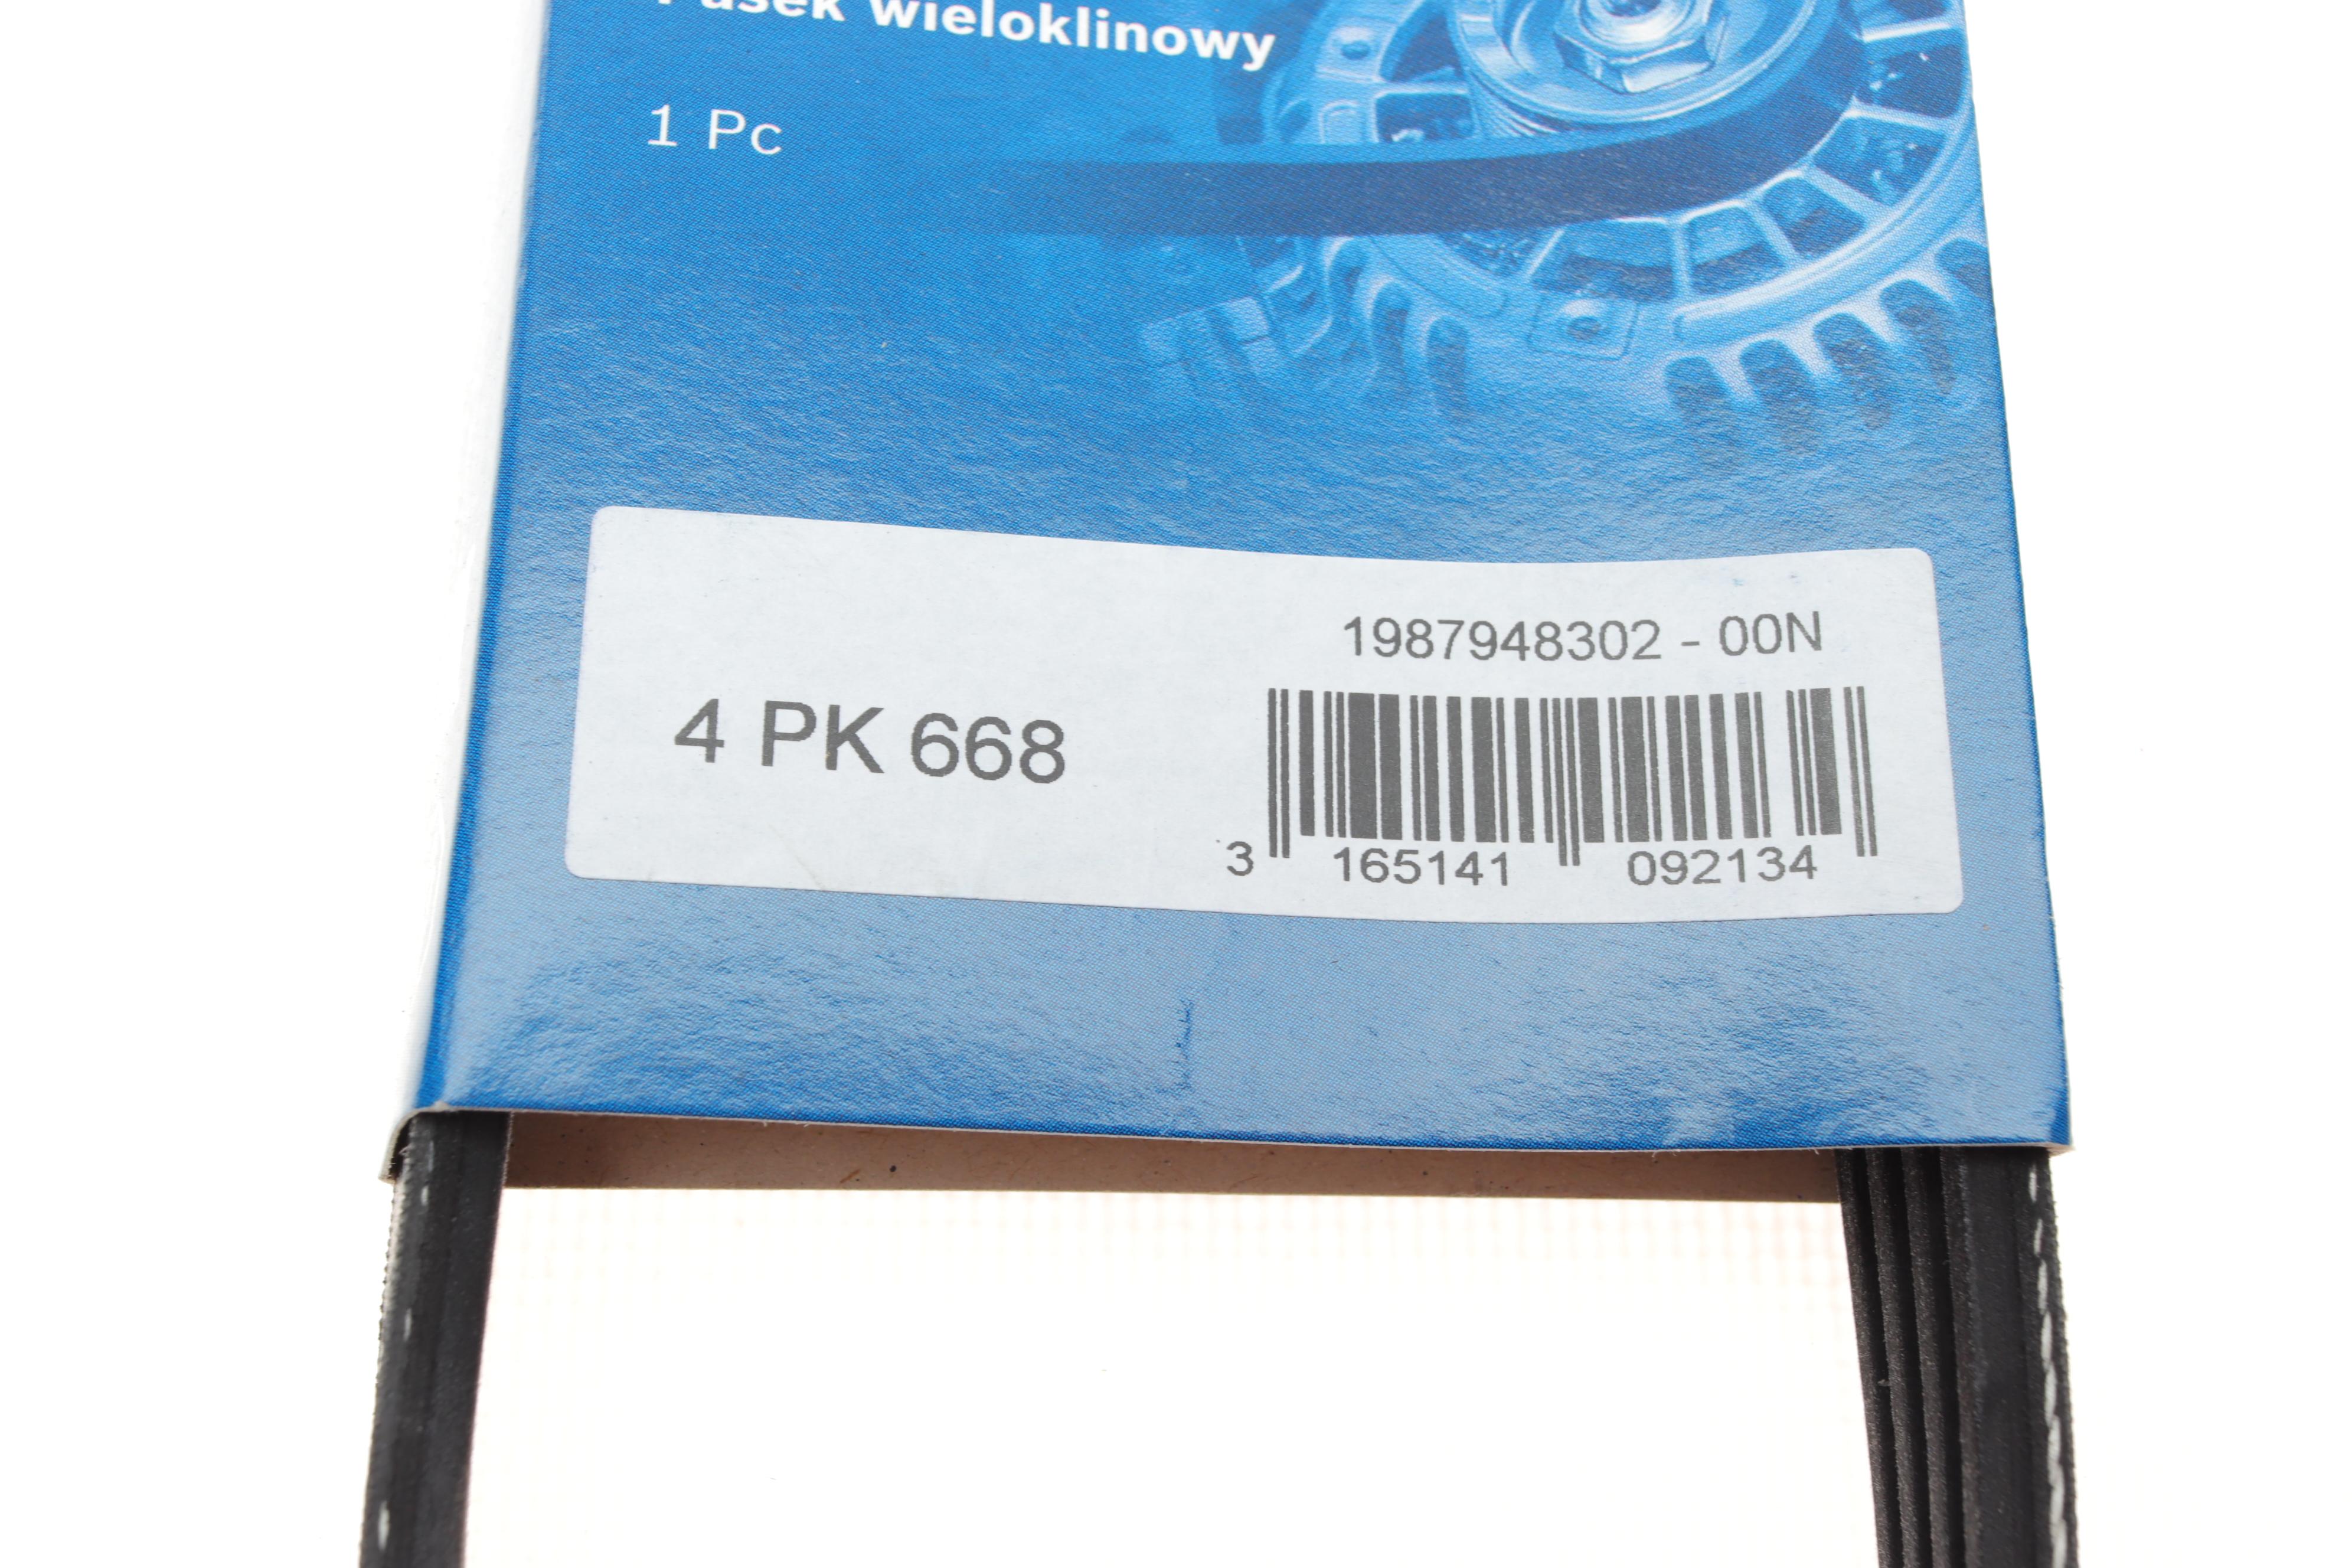 Pasek wieloklinowy
1 Pc
1987948302 - 00N
4 PK 668
3 165141 092134